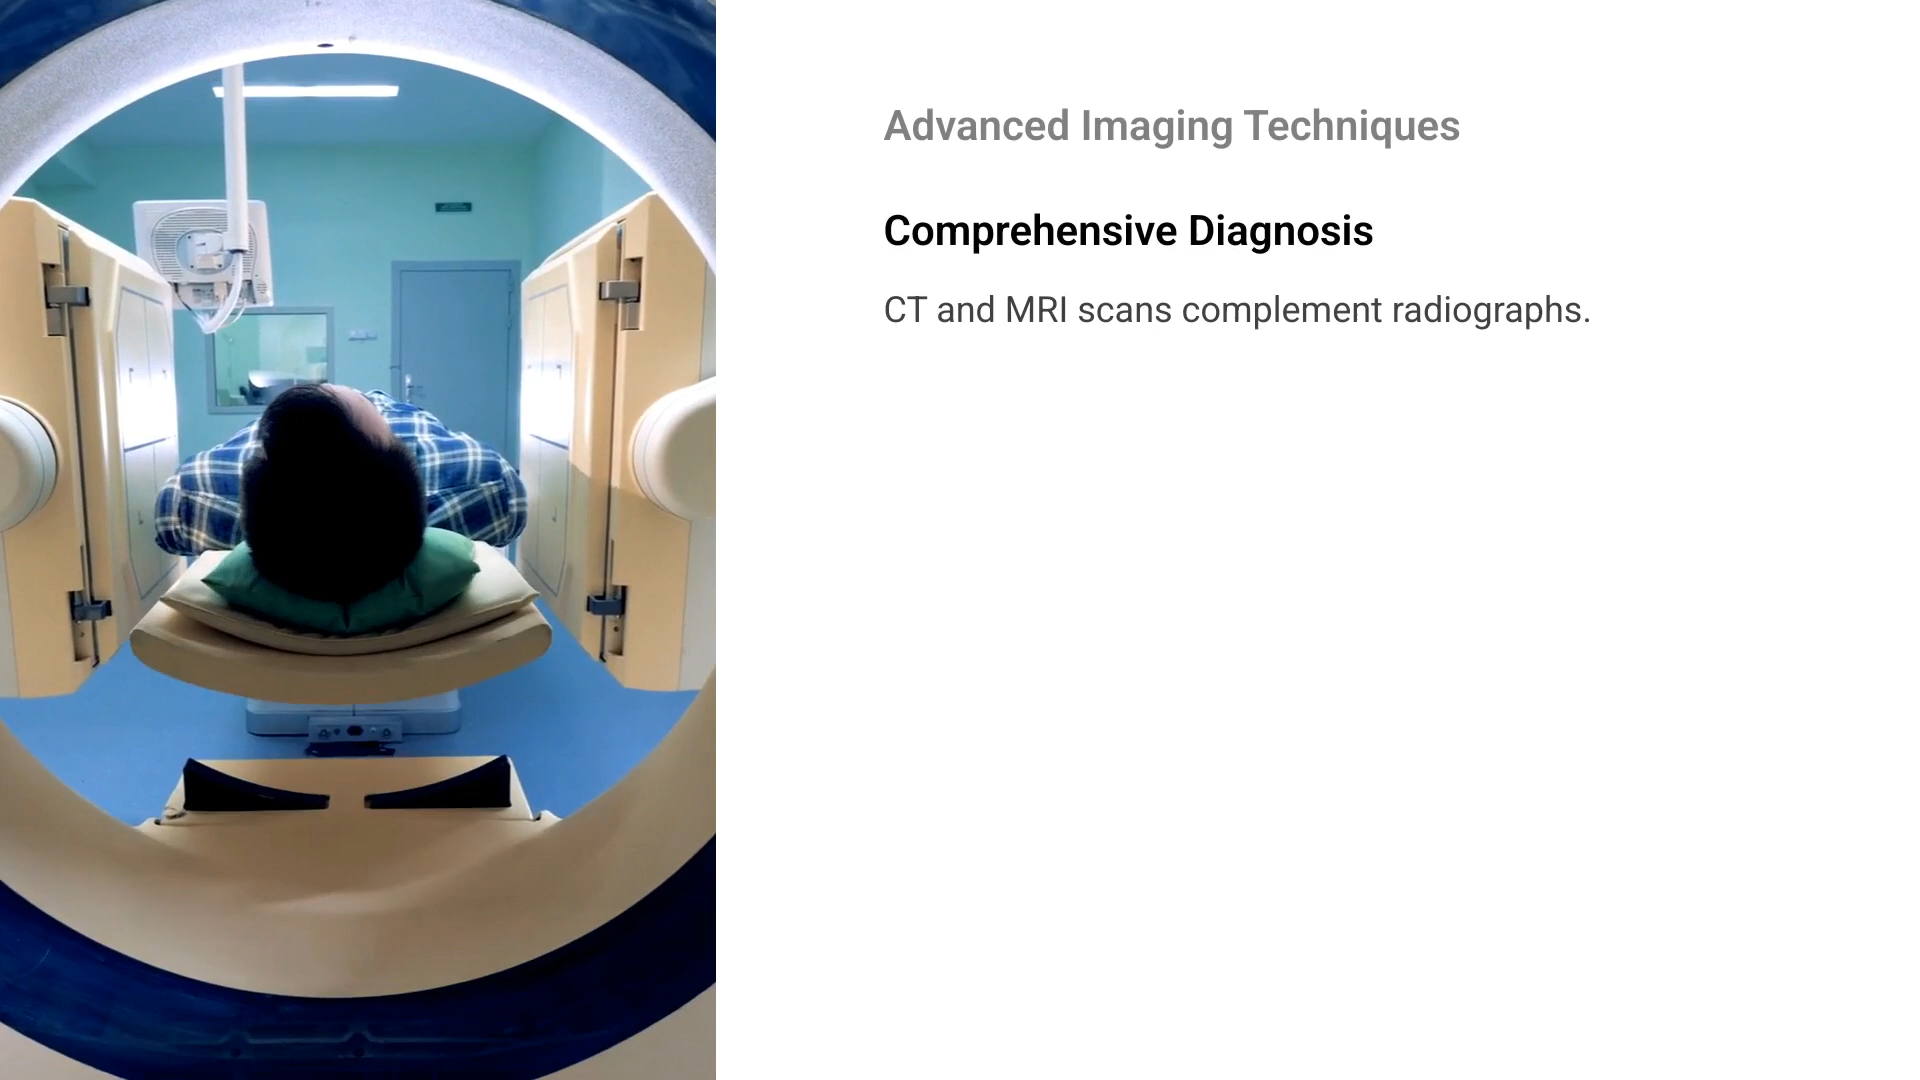 Advanced Imaging Techniques
Comprehensive Diagnosis
CT and MRI scans complement radiographs.